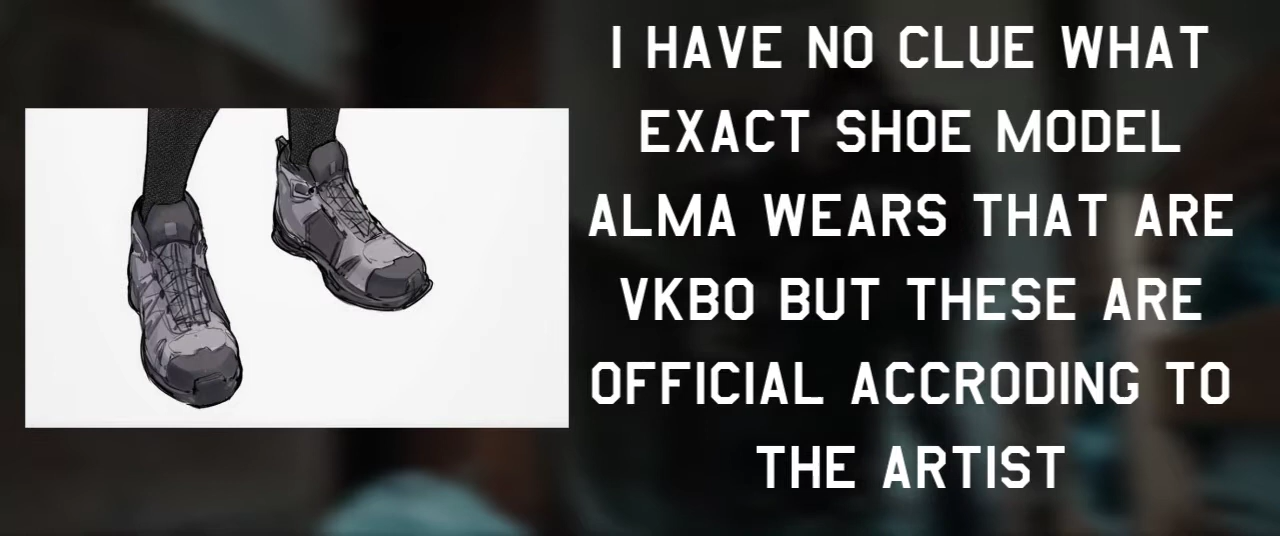 I HAVE NO CLUE WHAT
EXACT SHOE MODEL
ALMA WEARS THAT ARE
VKBO BUT THESE ARE
OFFICIAL ACCRODING TO
THE ARTIST